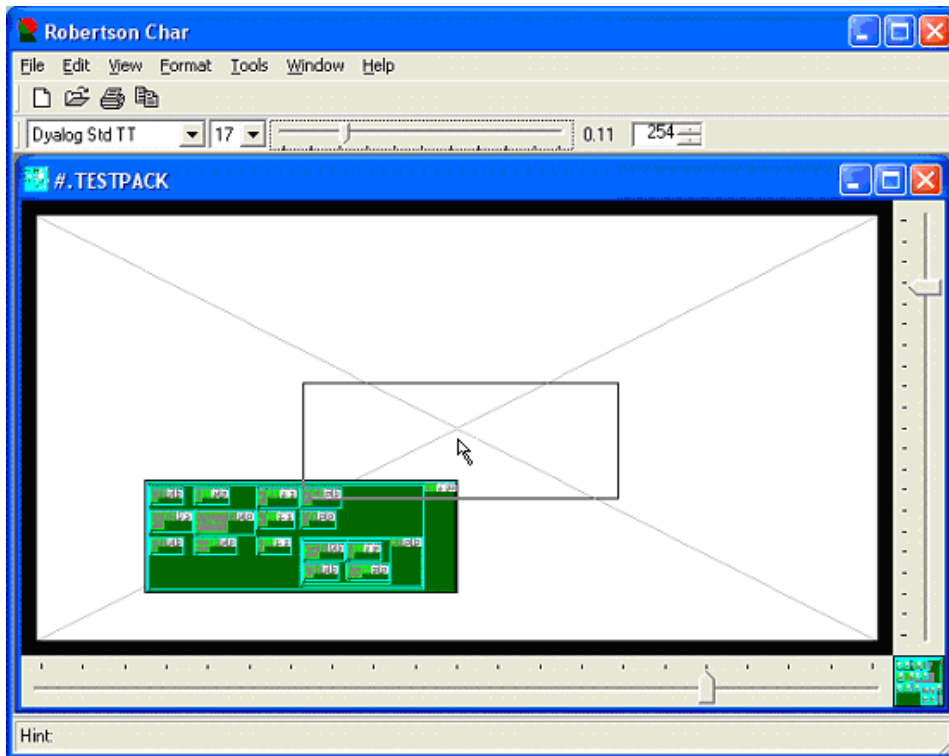 Robertson Char
File Edit View Format Tools Window Help
Dyalog Std TT 17 0.11 254
#.TESTPACK
Hint: